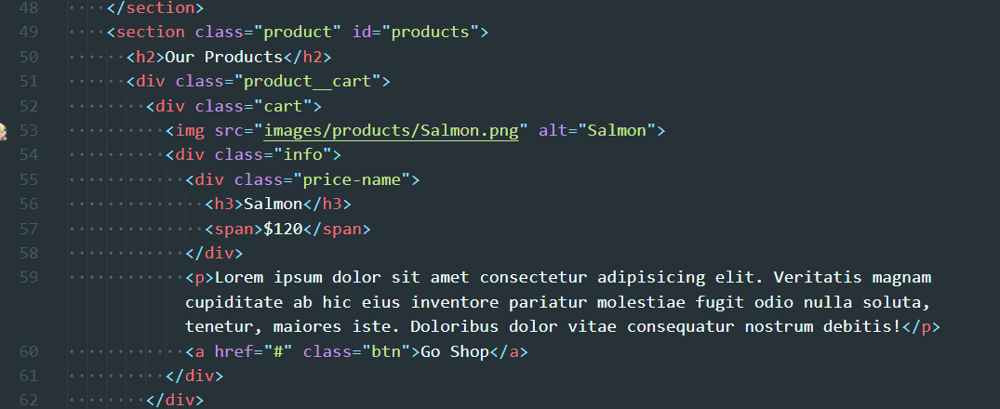 48 </section>
49 <section class="product" id="products">
50 <h2>Our Products</h2>
51 <div class="product__cart">
52 <div class="cart">
53 <img src="images/products/Salmon.png" alt="Salmon">
54 <div class="info">
55 <div class="price-name">
56 <h3>Salmon</h3>
57 <span>$120</span>
58 </div>
59 <p>Lorem ipsum dolor sit amet consectetur adipisicing elit. Veritatis magnam
cupiditate ab hic eius inventore pariatur molestiae fugit odio nulla soluta,
tenetur, maiores iste. Doloribus dolor vitae consequatur nostrum debitis!</p>
60 <a href="#" class="btn">Go Shop</a>
61 </div>
62 </div>